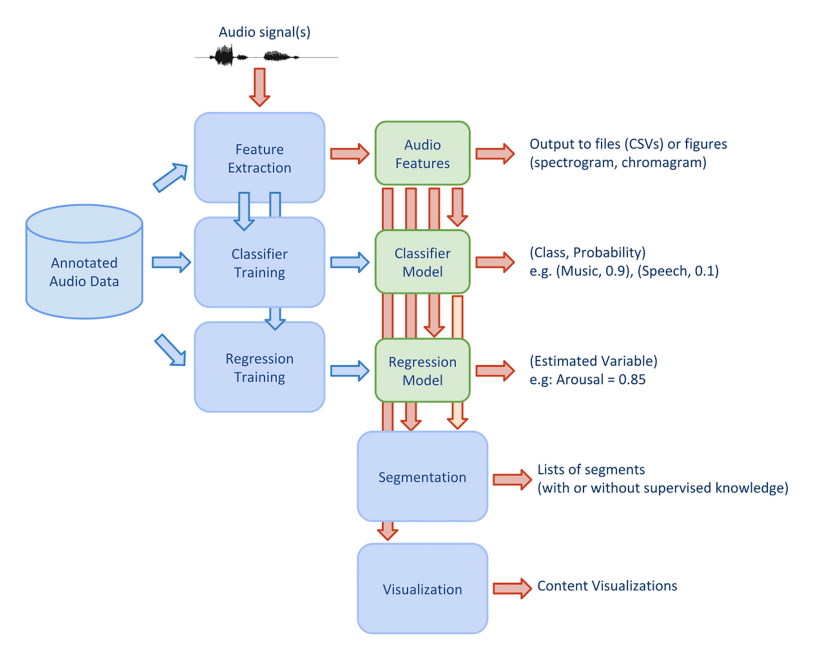 Audio signal(s)
Feature
Extraction
Audio
Features
Output to files (CSVs) or figures
(spectrogram, chromagram)
Annotated
Audio Data
Classifier
Training
Classifier
Model
(Class, Probability)
e.g. (Music, 0.9), (Speech, 0.1)
Regression
Training
Regression
Model
(Estimated Variable)
e.g: Arousal = 0.85
Segmentation
Lists of segments
(with or without supervised knowledge)
Visualization
Content Visualizations